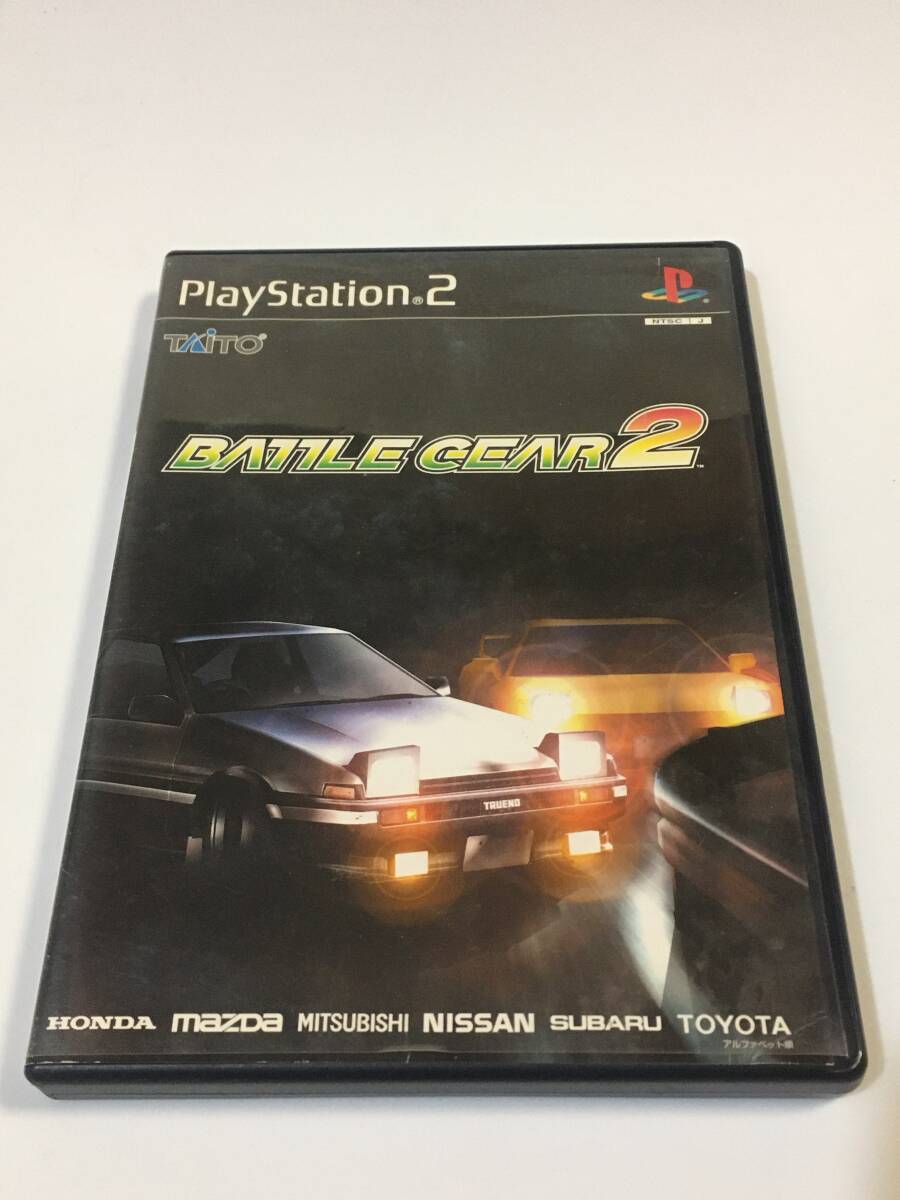 PlayStation®2
NTSC J
TAITO®
BATTLE GEAR 2™
TRUENO
HONDA mazda MITSUBISHI NISSAN SUBARU TOYOTA
アルファベット順